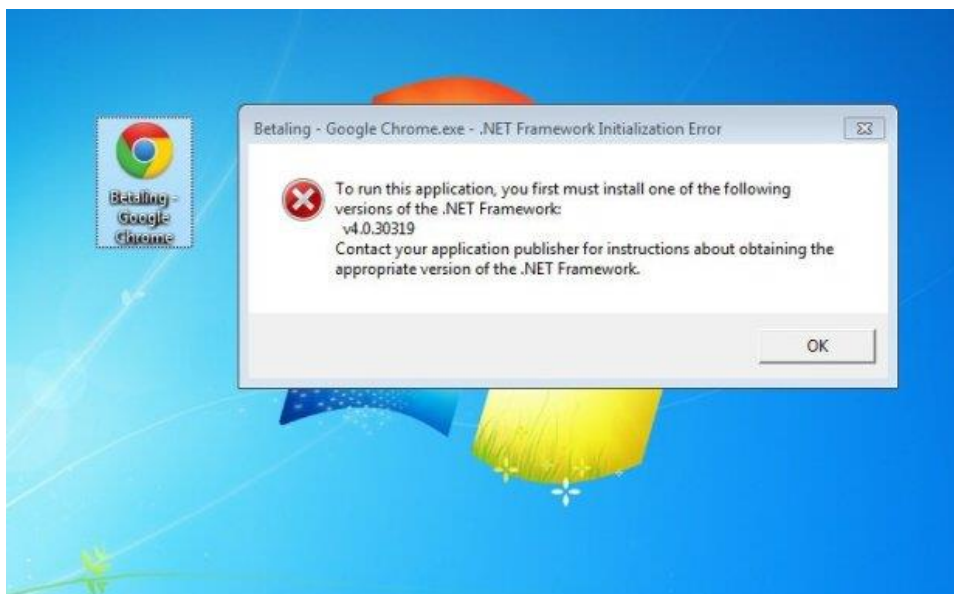 Betaling -
Google
Chrome
Betaling - Google Chrome.exe - .NET Framework Initialization Error
To run this application, you first must install one of the following
versions of the .NET Framework:
v4.0.30319
Contact your application publisher for instructions about obtaining the
appropriate version of the .NET Framework.
OK